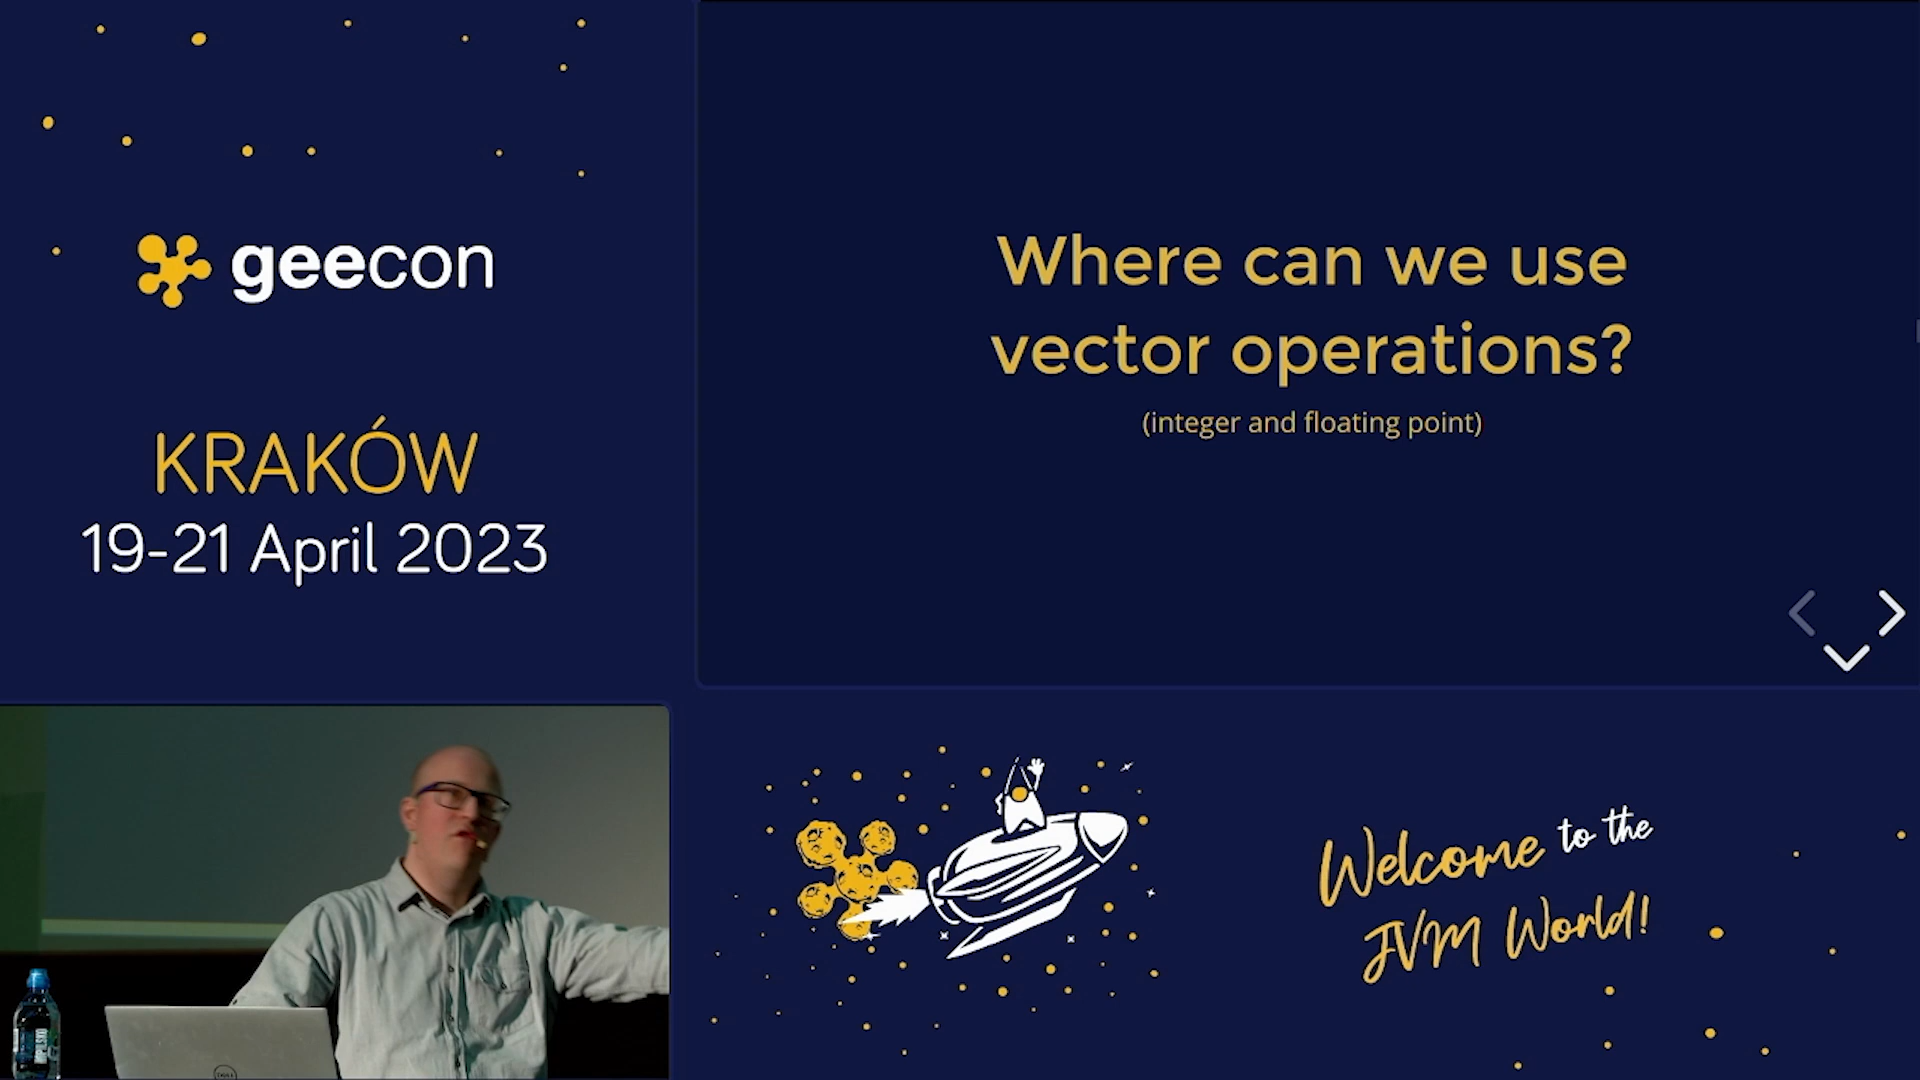 geecon
KRAKÓW
19-21 April 2023
Where can we use
vector operations?
(integer and floating point)
Welcome to the
JVM World!
DELL